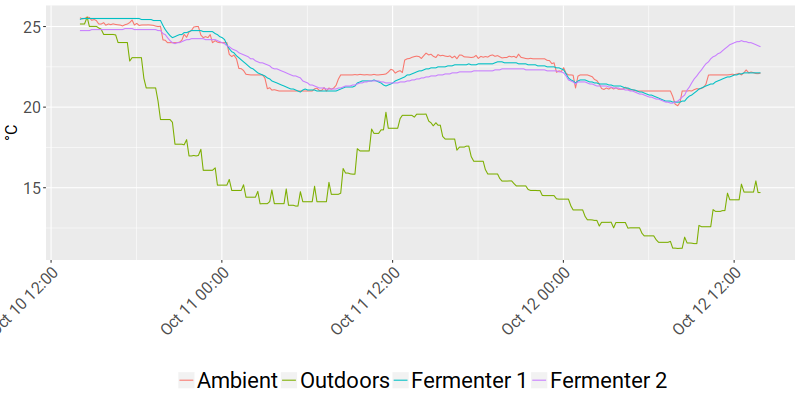 °C
25
20
15
Oct 10 12:00
Oct 11 00:00
Oct 11 12:00
Oct 12 00:00
Oct 12 12:00
Ambient Outdoors Fermenter 1 Fermenter 2